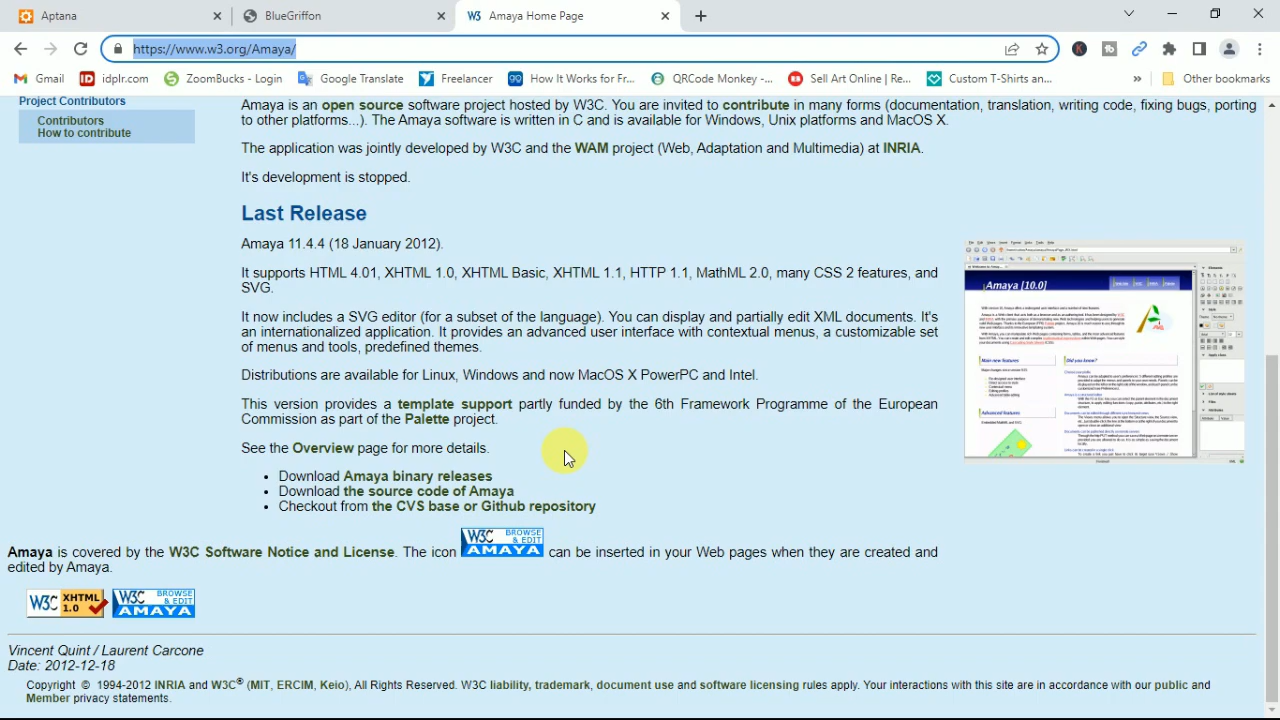 Aptana
BlueGriffon
Amaya Home Page
https://www.w3.org/Amaya/
Gmail
idplr.com
ZoomBucks - Login
Google Translate
Freelancer
How It Works for Fr...
QRCode Monkey -...
Sell Art Online | Re...
Custom T-Shirts an...
Other bookmarks
Project Contributors
Contributors
How to contribute
Amaya is an open source software project hosted by W3C. You are invited to contribute in many forms (documentation, translation, writing code, fixing bugs, porting
to other platforms...). The Amaya software is written in C and is available for Windows, Unix platforms and MacOS X.
The application was jointly developed by W3C and the WAM project (Web, Adaptation and Multimedia) at INRIA.
It's development is stopped.
Last Release
Amaya 11.4.4 (18 January 2012).
It supports HTML 4.01, XHTML 1.0, XHTML Basic, XHTML 1.1, HTTP 1.1, MathML 2.0, many CSS 2 features, and
SVG.
It now includes a SVG editor (for a subset of the language). You can display and partially edit XML documents. It's
an internationalized application. It provides an advanced user interface with contextual menus, a customizable set
of menus and tools, and predefined themes.
Distributions are available for Linux, Windows and now MacOS X PowerPC and Intel.
This version provides a template support partly funded by the 6th Framework Programme of the European
Commission as part of the Palette project.
See the Overview page for more details.
Download Amaya binary releases
Download the source code of Amaya
Checkout from the CVS base or Github repository
Amaya is covered by the W3C Software Notice and License. The icon W3C BROWSE & EDIT AMAYA can be inserted in your Web pages when they are created and
edited by Amaya.
W3C XHTML 1.0 W3C BROWSE & EDIT AMAYA
Vincent Quint / Laurent Carcone
Date: 2012-12-18
Copyright © 1994-2012 INRIA and W3C® (MIT, ERCIM, Keio), All Rights Reserved. W3C liability, trademark, document use and software licensing rules apply. Your interactions with this site are in accordance with our public and
Member privacy statements.
Amaya [10.0]
Main new features
Did you know?
Advanced features